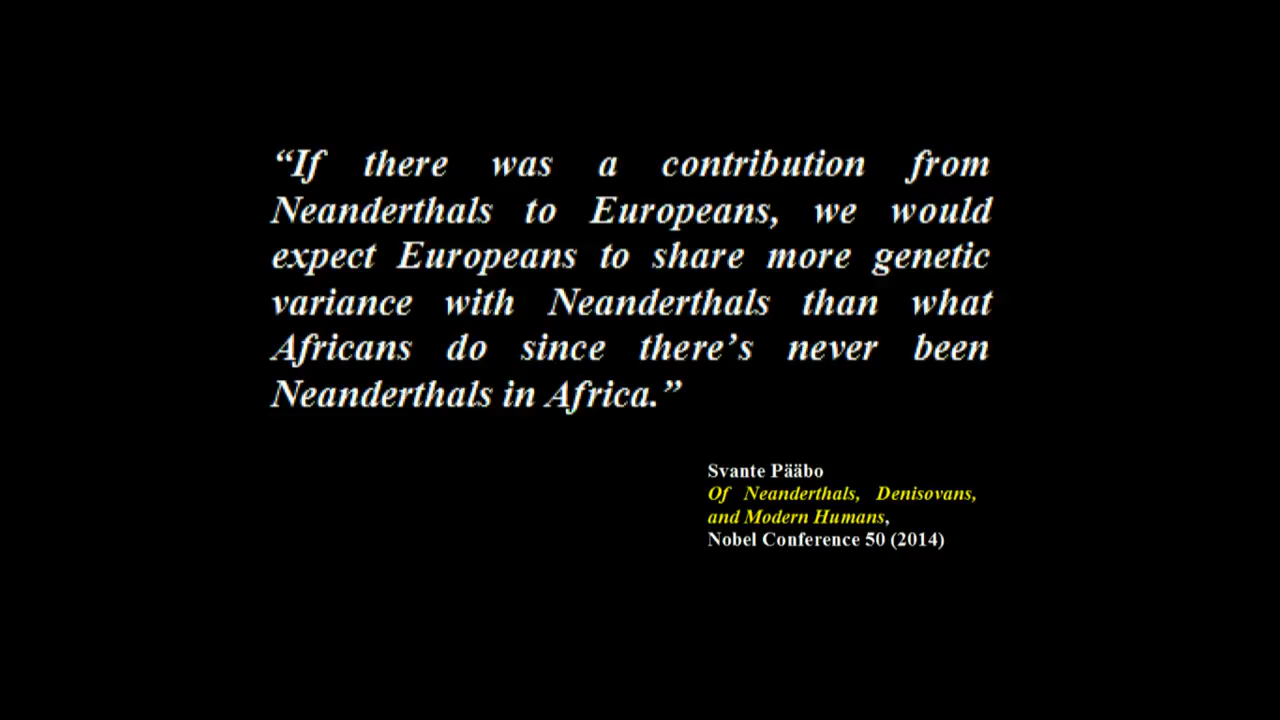 “If there was a contribution from
Neanderthals to Europeans, we would
expect Europeans to share more genetic
variance with Neanderthals than what
Africans do since there’s never been
Neanderthals in Africa.”
Svante Pääbo
Of Neanderthals, Denisovans,
and Modern Humans,
Nobel Conference 50 (2014)